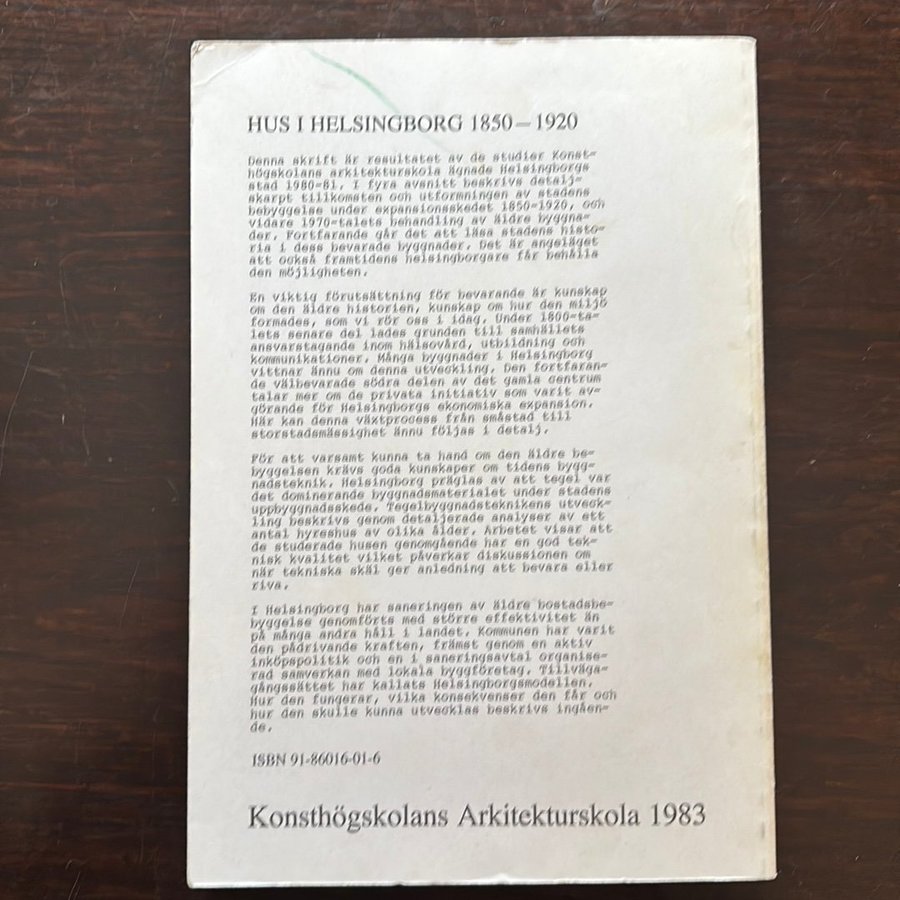 HUS I HELSINGBORG 1850–1920
Denna skrift är resultatet av de studier Konst-
högskolans arkitekturskola ägnade Helsingborgs
stad 1980-81. I fyra avsnitt beskrivs detalj-
skarpt tillkomsten och utformningen av stadens
bebyggelse under expansionsskedet 1850-1920, och
vidare 1970-talets behandling av äldre byggna-
der. Fortfarande går det att läsa stadens histo-
ria i dess bevarade byggnader. Det är angeläget
att också framtidens helsingborgare får behålla
den möjligheten.
En viktig förutsättning för bevarande är kunskap
om den äldre historien, kunskap om hur den miljö
formades, som vi rör oss i idag. Under 1800-ta-
lets senare del lades grunden till samhällets
ansvarstagande inom hälsovård, utbildning och
kommunikationer. Många byggnader i Helsingborg
vittnar ännu om denna utveckling. Den fortfaran-
de välbevarade södra delen av det gamla centrum
talar mer om de privata initiativ som varit av-
görande för Helsingborgs ekonomiska expansion.
Här kan denna växtprocess från småstad till
storstadsmässighet ännu följas i detalj.
För att varsamt kunna ta hand om den äldre be-
byggelsen krävs goda kunskaper om tidens bygg-
nadsteknik. Helsingborg präglas av att tegel var
det dominerande byggnadsmaterialet under stadens
uppbyggnadsskede. Tegelbyggnadsteknikens utveck-
ling beskrivs genom detaljerade analyser av ett
antal hyreshus av olika ålder. Arbetet visar att
de studerade husen genomgående har en god tek-
nisk kvalitet vilket påverkar diskussionen om
när tekniska skäl ger anledning att bevara eller
riva.
I Helsingborg har saneringen av äldre bostadsbe-
byggelse genomförts med större effektivitet än
på många andra håll i landet. Kommunen har varit
den pådrivande kraften, främst genom en aktiv
inköpspolitik och en i saneringsavtal organise-
rad samverkan med lokala byggföretag. Tillväga-
gångssättet har kallats Helsingborgsmodellen.
Hur den fungerar, vilka konsekvenser den får och
hur den skulle kunna utvecklas beskrivs ingåen-
de.
ISBN 91-86016-01-6
Konsthögskolans Arkitekturskola 1983